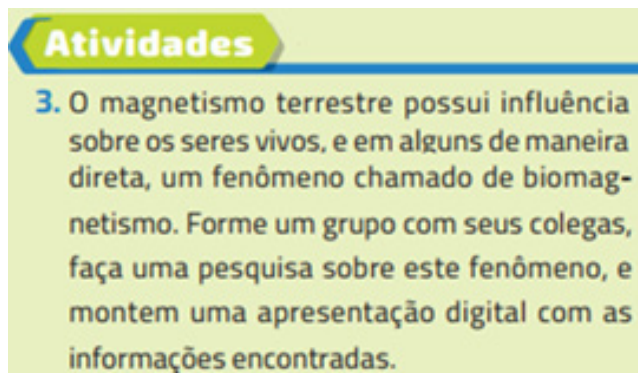 Atividades
3. O magnetismo terrestre possui influência
sobre os seres vivos, e em alguns de maneira
direta, um fenômeno chamado de biomag-
netismo. Forme um grupo com seus colegas,
faça uma pesquisa sobre este fenômeno, e
montem uma apresentação digital com as
informações encontradas.